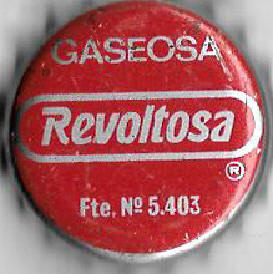 GASEOSA
Revoltosa
®
Fte. Nº 5.403